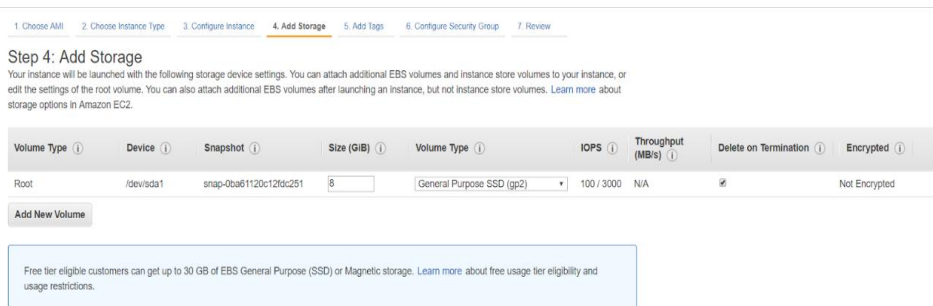 1. Choose AMI 2. Choose Instance Type 3. Configure Instance 4. Add Storage 5. Add Tags 6. Configure Security Group 7. Review
Step 4: Add Storage
Your instance will be launched with the following storage device settings. You can attach additional EBS volumes and instance store volumes to your instance, or
edit the settings of the root volume. You can also attach additional EBS volumes after launching an instance, but not instance store volumes. Learn more about
storage options in Amazon EC2.
Volume Type Device Snapshot Size (GiB) Volume Type IOPS Throughput (MB/s) Delete on Termination Encrypted
Root /dev/sda1 snap-0ba61120c12fdc251 8 General Purpose SSD (gp2) 100 / 3000 N/A Not Encrypted
Add New Volume
Free tier eligible customers can get up to 30 GB of EBS General Purpose (SSD) or Magnetic storage. Learn more about free usage tier eligibility and
usage restrictions.